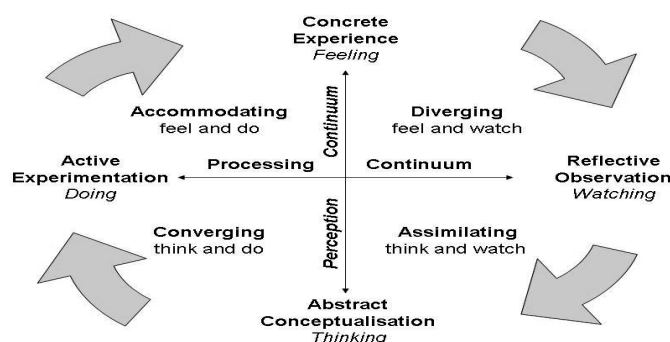 Concrete
Experience
Feeling
Continuum
Accommodating
feel and do
Diverging
feel and watch
Active
Experimentation
Doing
Processing
Continuum
Reflective
Observation
Watching
Perception
Converging
think and do
Assimilating
think and watch
Abstract
Conceptualisation
Thinking